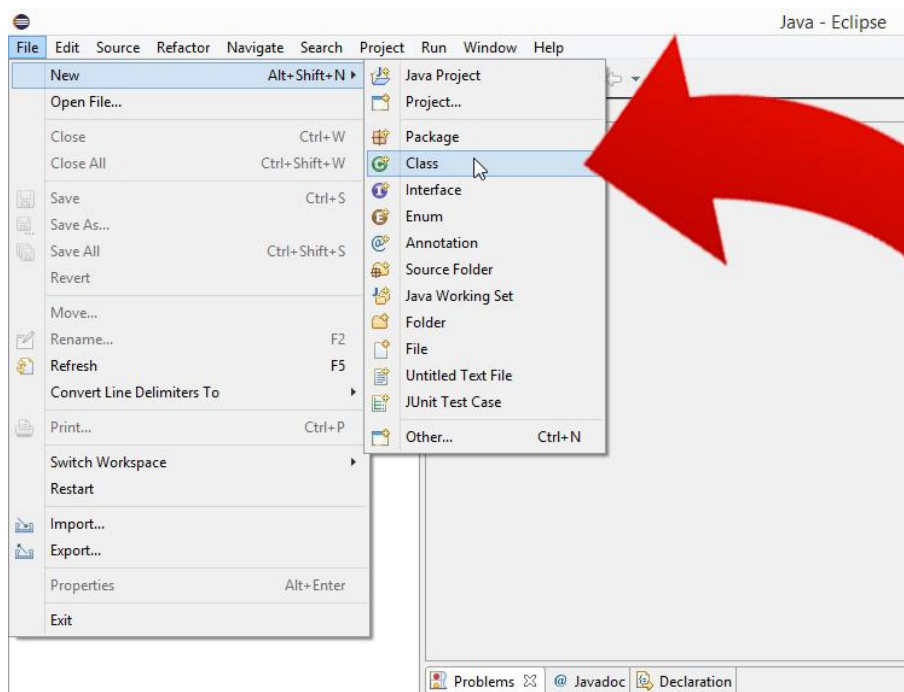 Java - Eclipse
File Edit Source Refactor Navigate Search Project Run Window Help
New Alt+Shift+N
Open File...
Close Ctrl+W
Close All Ctrl+Shift+W
Save Ctrl+S
Save As...
Save All Ctrl+Shift+S
Revert
Move...
Rename... F2
Refresh F5
Convert Line Delimiters To
Print... Ctrl+P
Switch Workspace
Restart
Import...
Export...
Properties Alt+Enter
Exit
Java Project
Project...
Package
Class
Interface
Enum
Annotation
Source Folder
Java Working Set
Folder
File
Untitled Text File
JUnit Test Case
Other... Ctrl+N
Problems @ Javadoc Declaration